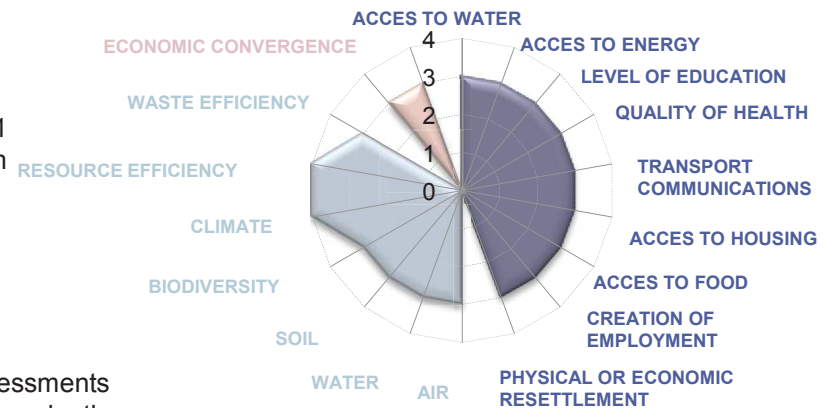 ACCES TO WATER
ECONOMIC CONVERGENCE
4
ACCES TO ENERGY
3
LEVEL OF EDUCATION
WASTE EFFICIENCY
2
QUALITY OF HEALTH
1
1
RESOURCE EFFICIENCY
TRANSPORT
COMMUNICATIONS
0
CLIMATE
ACCES TO HOUSING
BIODIVERSITY
ACCES TO FOOD
CREATION OF
EMPLOYMENT
SOIL
WATER
AIR
PHYSICAL OR ECONOMIC
RESETTLEMENT
essments